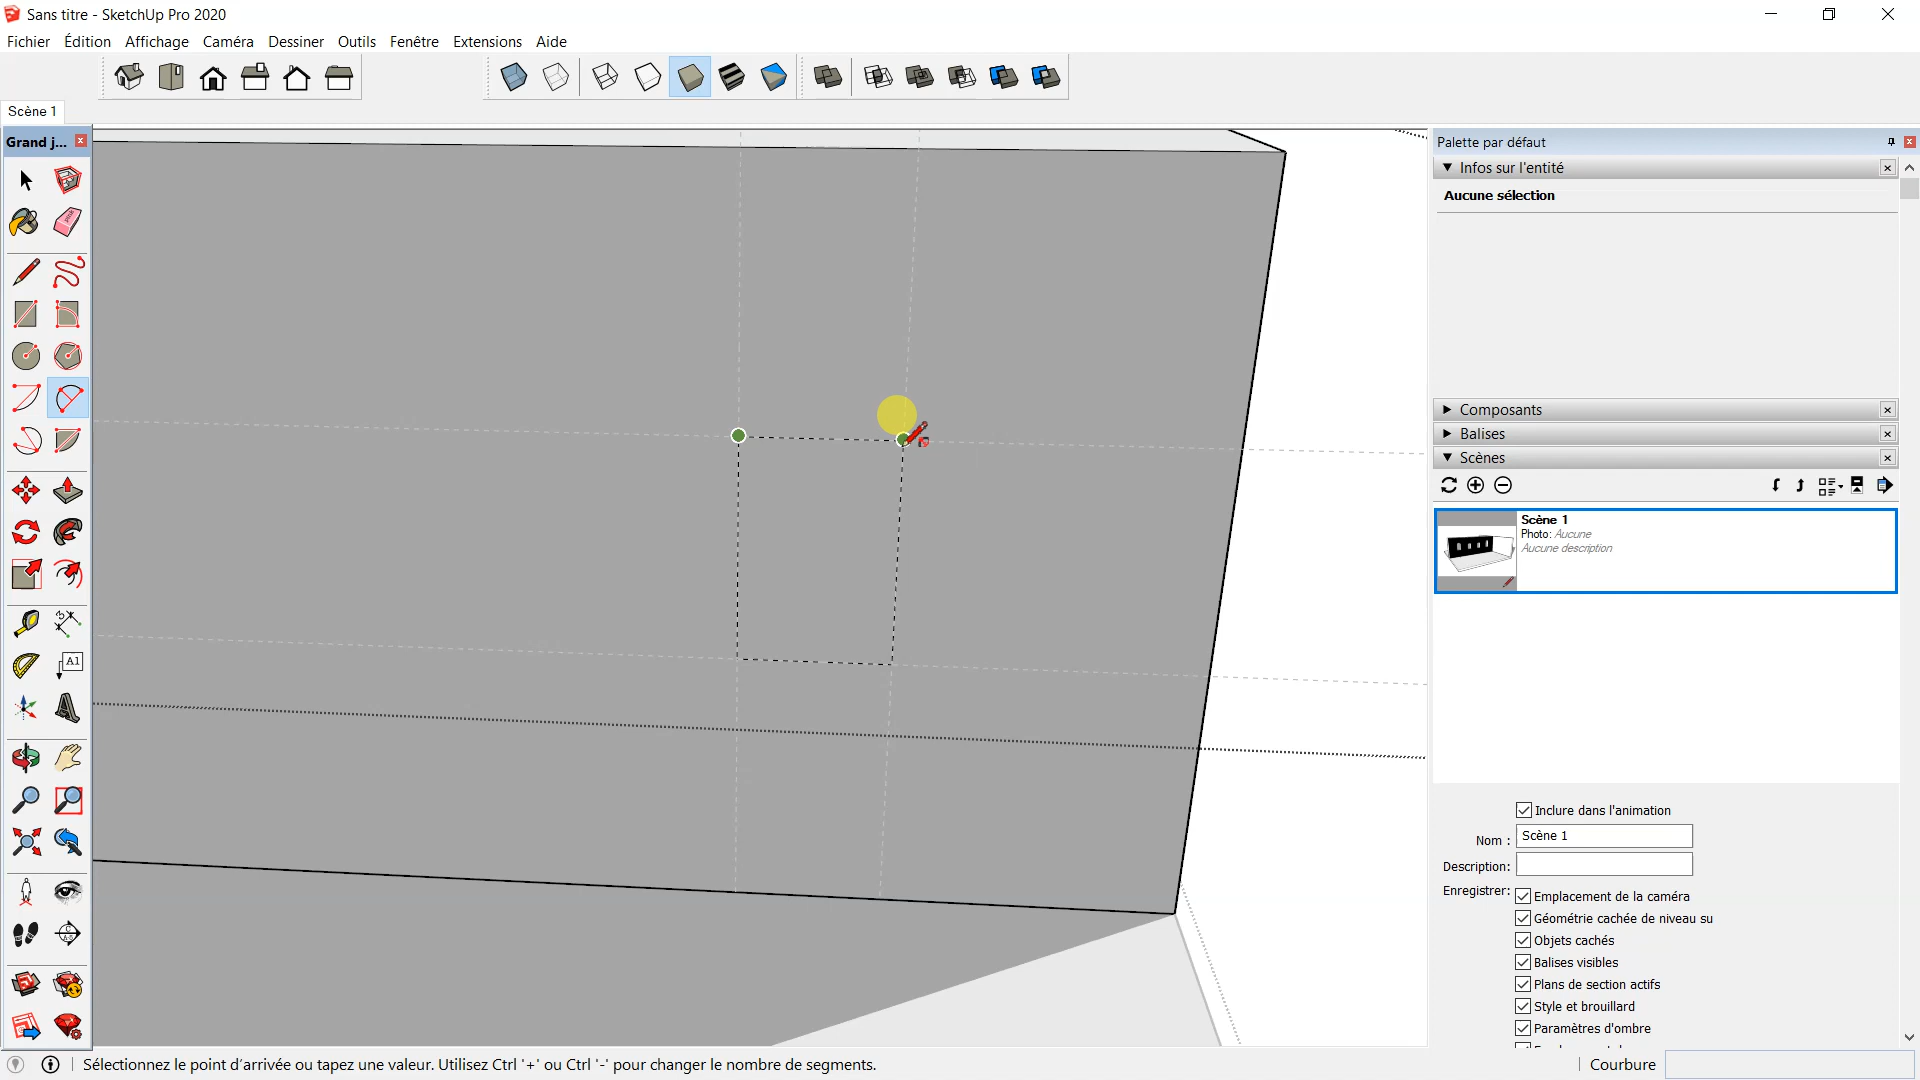 Sans titre - SketchUp Pro 2020
Fichier Édition Affichage Caméra Dessiner Outils Fenêtre Extensions Aide
Scène 1
Grand j...
A1
Palette par défaut
Infos sur l'entité
Aucune sélection
Composants
Balises
Scènes
Scène 1
Photo: Aucune
Aucune description
Inclure dans l'animation
Nom : Scène 1
Description:
Enregistrer: Emplacement de la caméra
Géométrie cachée de niveau su
Objets cachés
Balises visibles
Plans de section actifs
Style et brouillard
Paramètres d'ombre
Sélectionnez le point d'arrivée ou tapez une valeur. Utilisez Ctrl '+' ou Ctrl '-' pour changer le nombre de segments.
Courbure